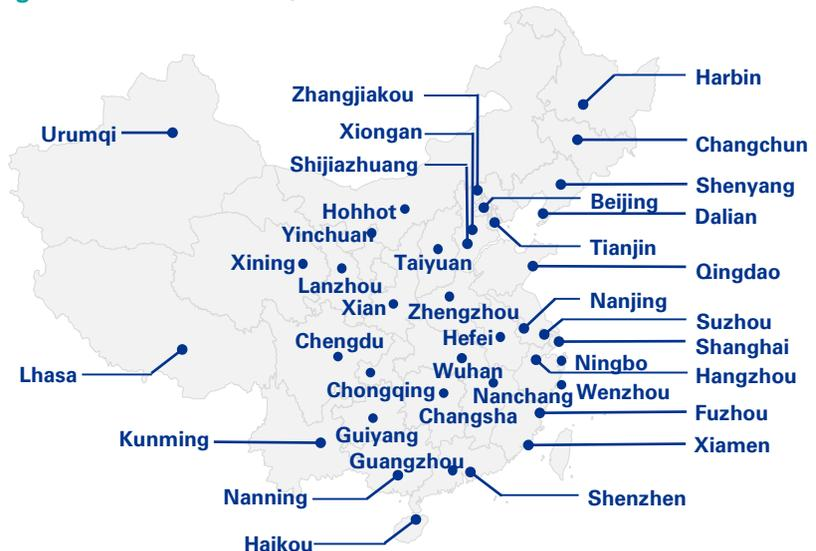 Harbin
Zhangjiakou
Xiongan
Urumqi
Changchun
Shijiazhuang
Shenyang
Beijing
Hohhot
Dalian
Yinchuan
Tianjin
Xining
Taiyuan
Qingdao
Lanzhou
Nanjing
Xian
Zhengzhou
Suzhou
Chengdu
Hefei
Shanghai
Ningbo
Lhasa
Wuhan
Hangzhou
Chongqing
Nanchang
Wenzhou
Changsha
Fuzhou
Kunming
Guiyang
Xiamen
Guangzhou
Nanning
Shenzhen
Haikou